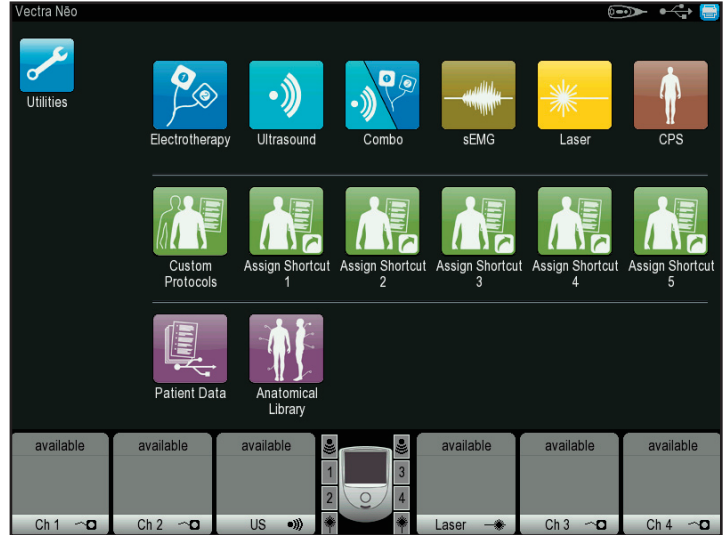 Vectra Nēo
Utilities
Electrotherapy Ultrasound Combo sEMG Laser CPS
Custom Protocols
Assign Shortcut 1
Assign Shortcut 2
Assign Shortcut 3
Assign Shortcut 4
Assign Shortcut 5
Patient Data
Anatomical Library
available available available available available available
1 3
2 4
Ch 1 Ch 2 US Laser Ch 3 Ch 4